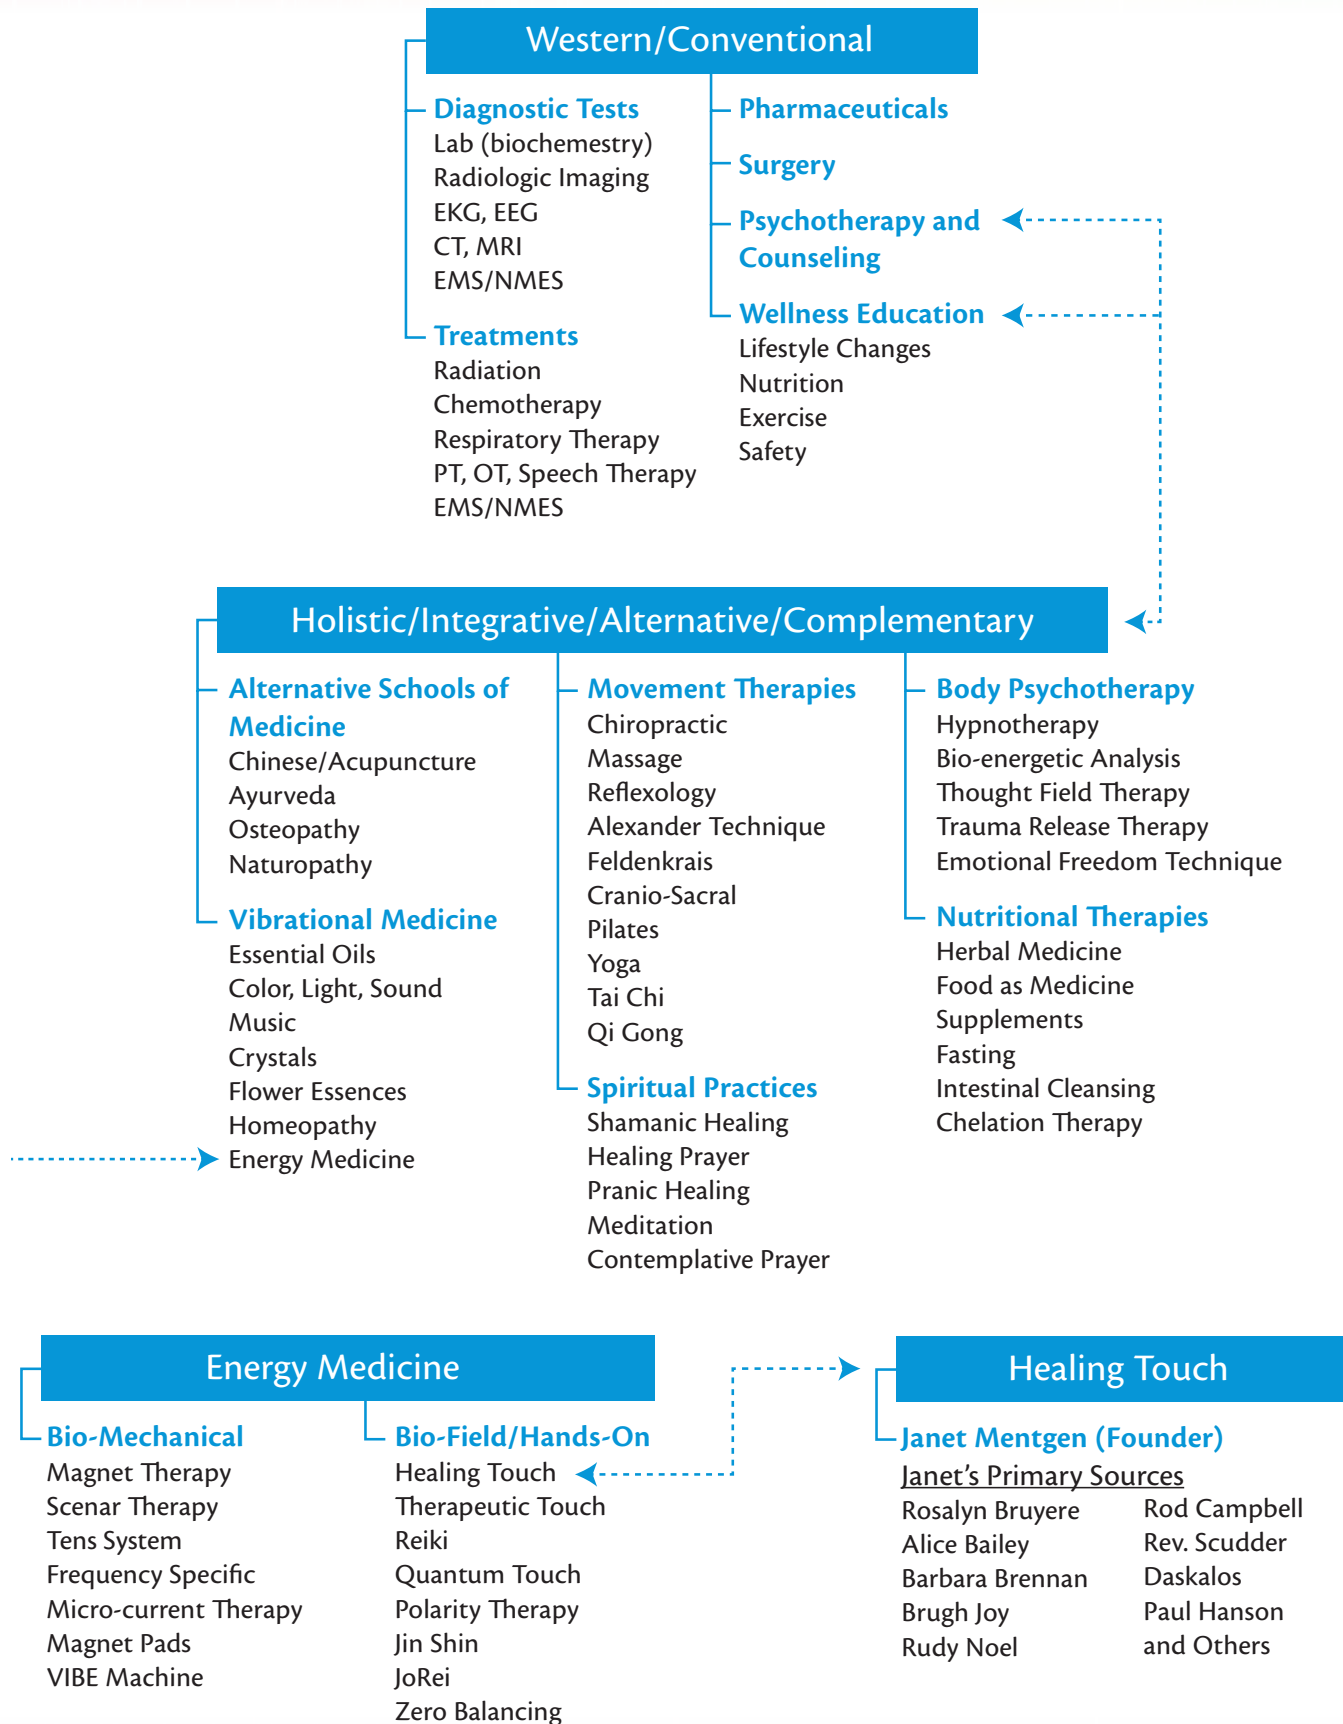 Western/Conventional
Diagnostic Tests
Lab (biochemestry)
Radiologic Imaging
EKG, EEG
CT, MRI
EMS/NMES
Treatments
Radiation
Chemotherapy
Respiratory Therapy
PT, OT, Speech Therapy
EMS/NMES
Pharmaceuticals
Surgery
Psychotherapy and
Counseling
Wellness Education
Lifestyle Changes
Nutrition
Exercise
Safety
Holistic/Integrative/Alternative/Complementary
Alternative Schools of
Medicine
Chinese/Acupuncture
Ayurveda
Osteopathy
Naturopathy
Vibrational Medicine
Essential Oils
Color, Light, Sound
Music
Crystals
Flower Essences
Homeopathy
Energy Medicine
Movement Therapies
Chiropractic
Massage
Reflexology
Alexander Technique
Feldenkrais
Cranio-Sacral
Pilates
Yoga
Tai Chi
Qi Gong
Spiritual Practices
Shamanic Healing
Healing Prayer
Pranic Healing
Meditation
Contemplative Prayer
Body Psychotherapy
Hypnotherapy
Bio-energetic Analysis
Thought Field Therapy
Trauma Release Therapy
Emotional Freedom Technique
Nutritional Therapies
Herbal Medicine
Food as Medicine
Supplements
Fasting
Intestinal Cleansing
Chelation Therapy
Energy Medicine
Bio-Mechanical
Magnet Therapy
Scenar Therapy
Tens System
Frequency Specific
Micro-current Therapy
Magnet Pads
VIBE Machine
Bio-Field/Hands-On
Healing Touch
Therapeutic Touch
Reiki
Quantum Touch
Polarity Therapy
Jin Shin
JoRei
Zero Balancing
Healing Touch
Janet Mentgen (Founder)
Janet's Primary Sources
Rosalyn Bruyere
Alice Bailey
Barbara Brennan
Brugh Joy
Rudy Noel
Rod Campbell
Rev. Scudder
Daskalos
Paul Hanson
and Others